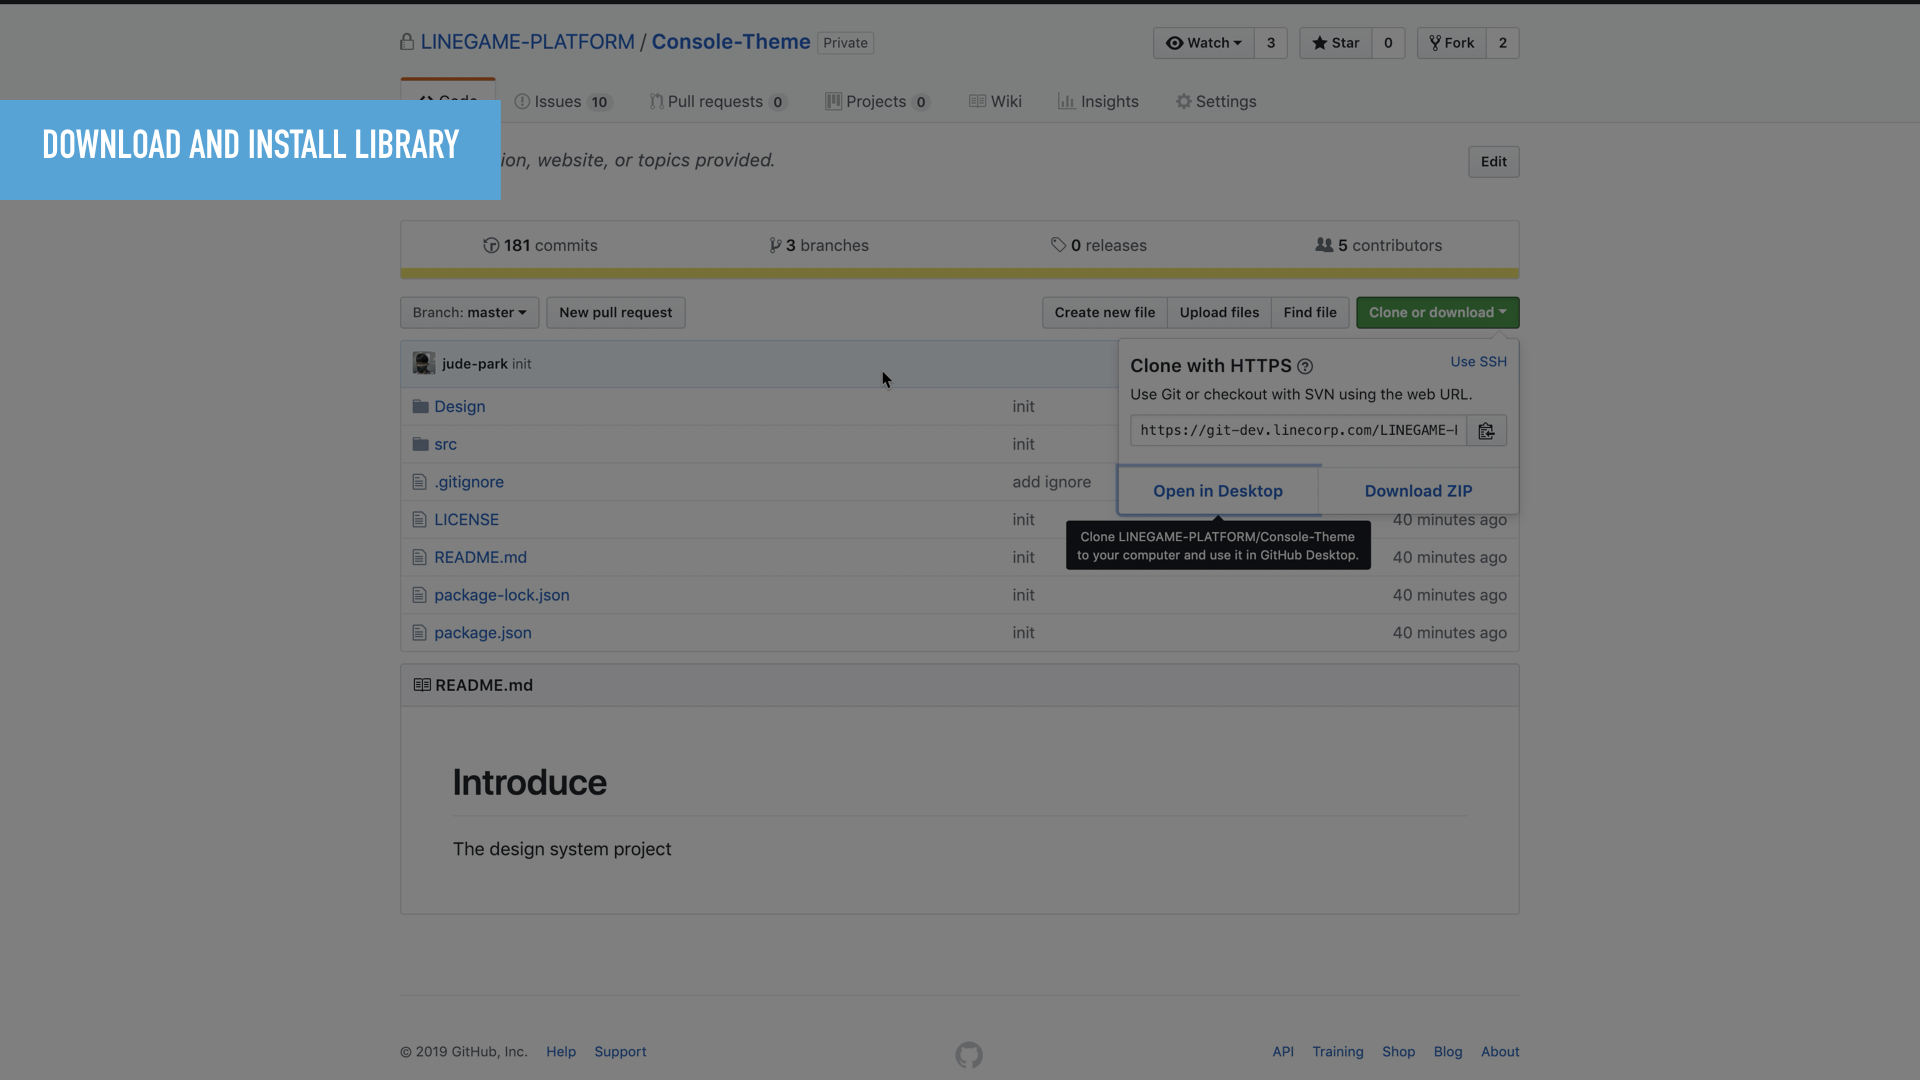 LINEGAME-PLATFORM / Console-Theme Private
Watch 3
Star 0
Fork 2
Issues 10
Pull requests 0
Projects 0
Wiki
Insights
Settings
DOWNLOAD AND INSTALL LIBRARY
website, or topics provided.
Edit
181 commits
3 branches
0 releases
5 contributors
Branch: master
New pull request
Create new file
Upload files
Find file
Clone or download
jude-park init
Clone with HTTPS
Use SSH
Use Git or checkout with SVN using the web URL.
https://git-dev.linecorp.com/LINEGAME-
Open in Desktop
Download ZIP
Clone LINEGAME-PLATFORM/Console-Theme
to your computer and use it in GitHub Desktop.
Design init
src init
.gitignore add ignore
LICENSE init 40 minutes ago
README.md init 40 minutes ago
package-lock.json init 40 minutes ago
package.json init 40 minutes ago
README.md
Introduce
The design system project
© 2019 GitHub, Inc. Help Support
API Training Shop Blog About